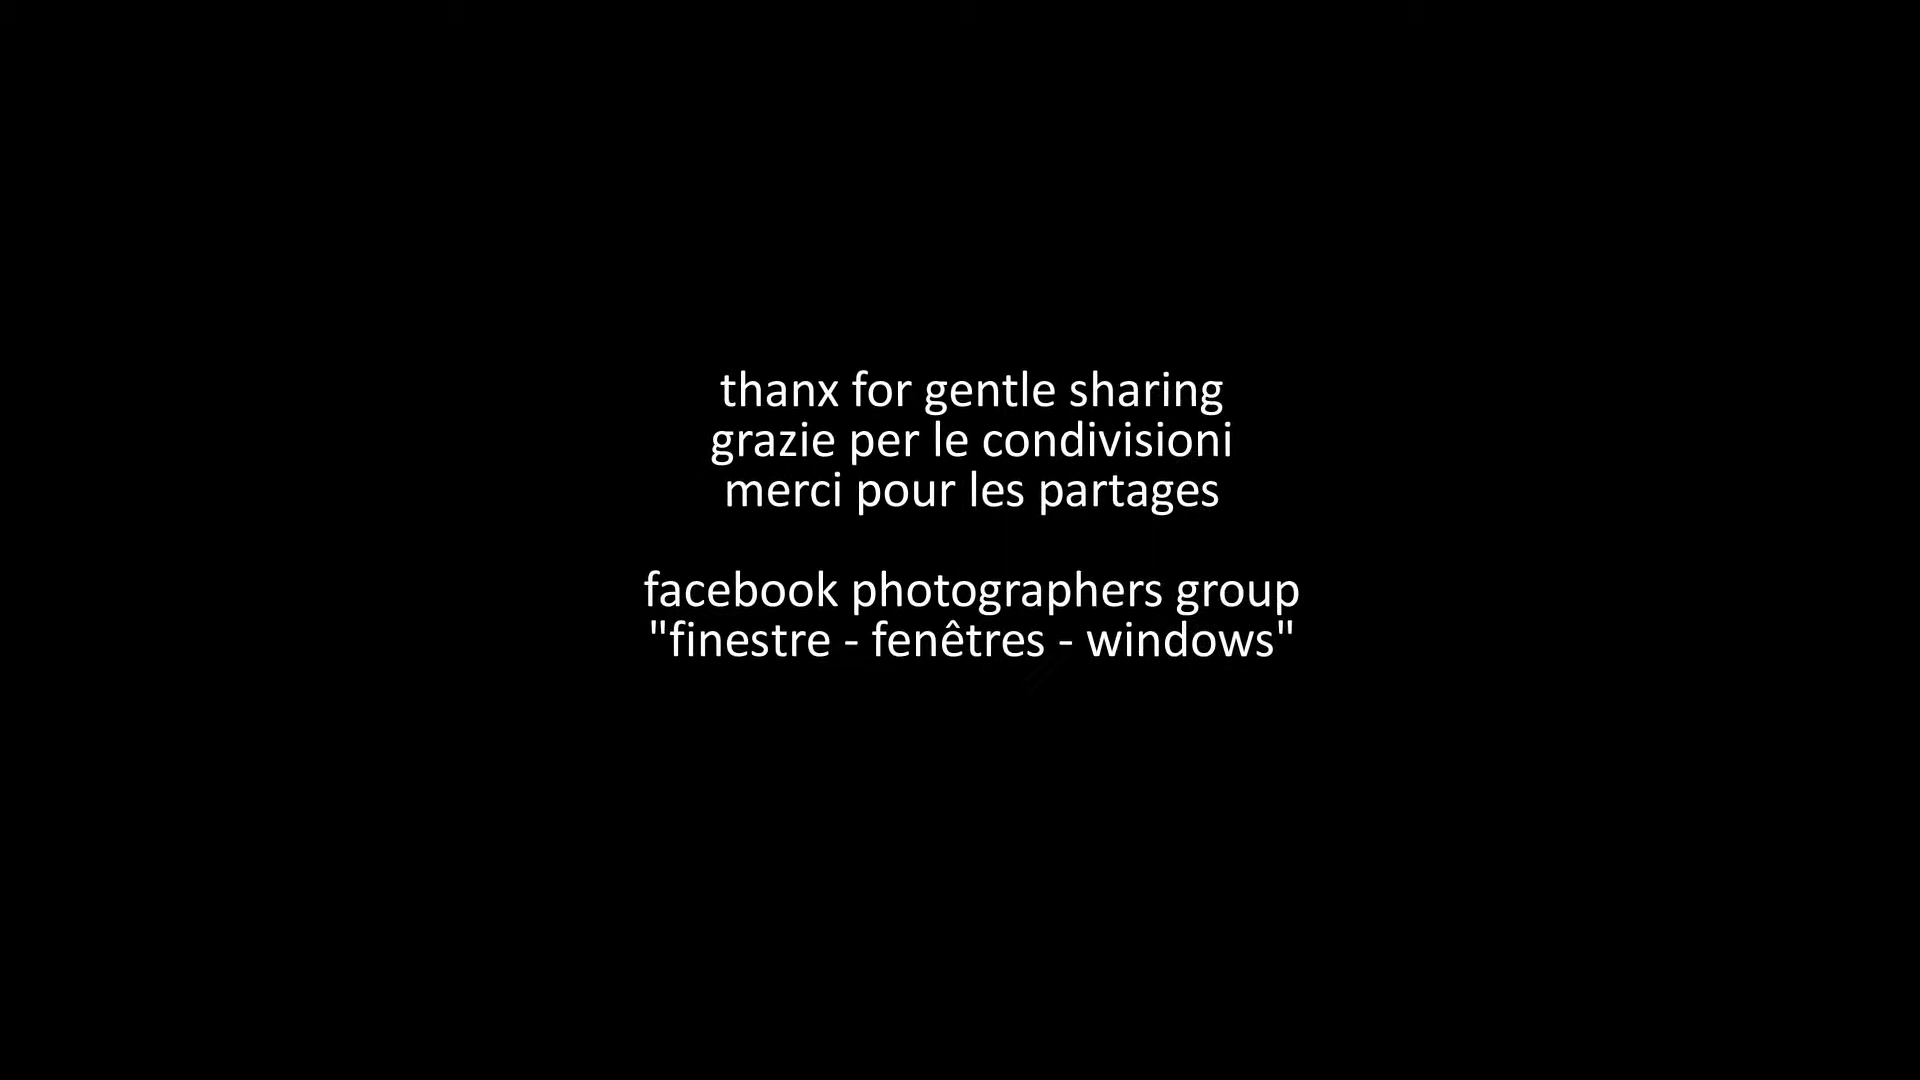 thanx for gentle sharing
grazie per le condivisioni
merci pour les partages
facebook photographers group
"finestre - fenêtres - windows"